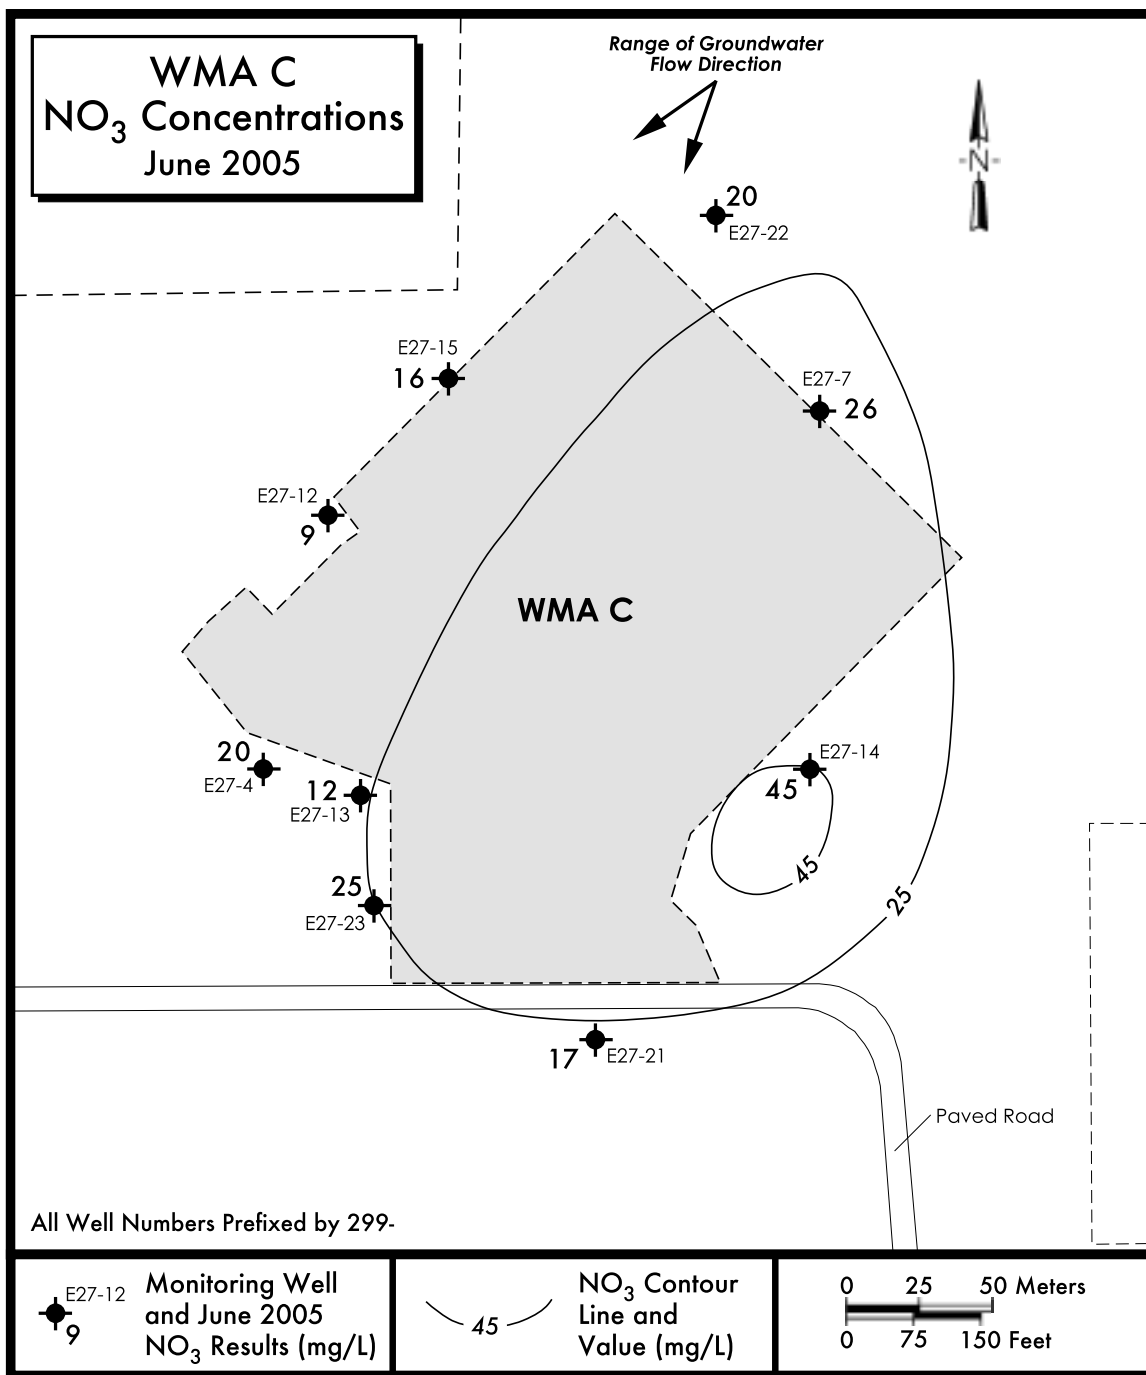 WMA C
NO3 Concentrations
June 2005
Range of Groundwater
Flow Direction
N
20
E27-22
E27-15
16
E27-7
26
E27-12
9
WMA C
20
E27-4
12
E27-13
E27-14
45
45
25
25
E27-23
17
E27-21
Paved Road
All Well Numbers Prefixed by 299-
E27-12
9
Monitoring Well
and June 2005
NO3 Results (mg/L)
45
NO3 Contour
Line and
Value (mg/L)
0 25 50 Meters
0 75 150 Feet